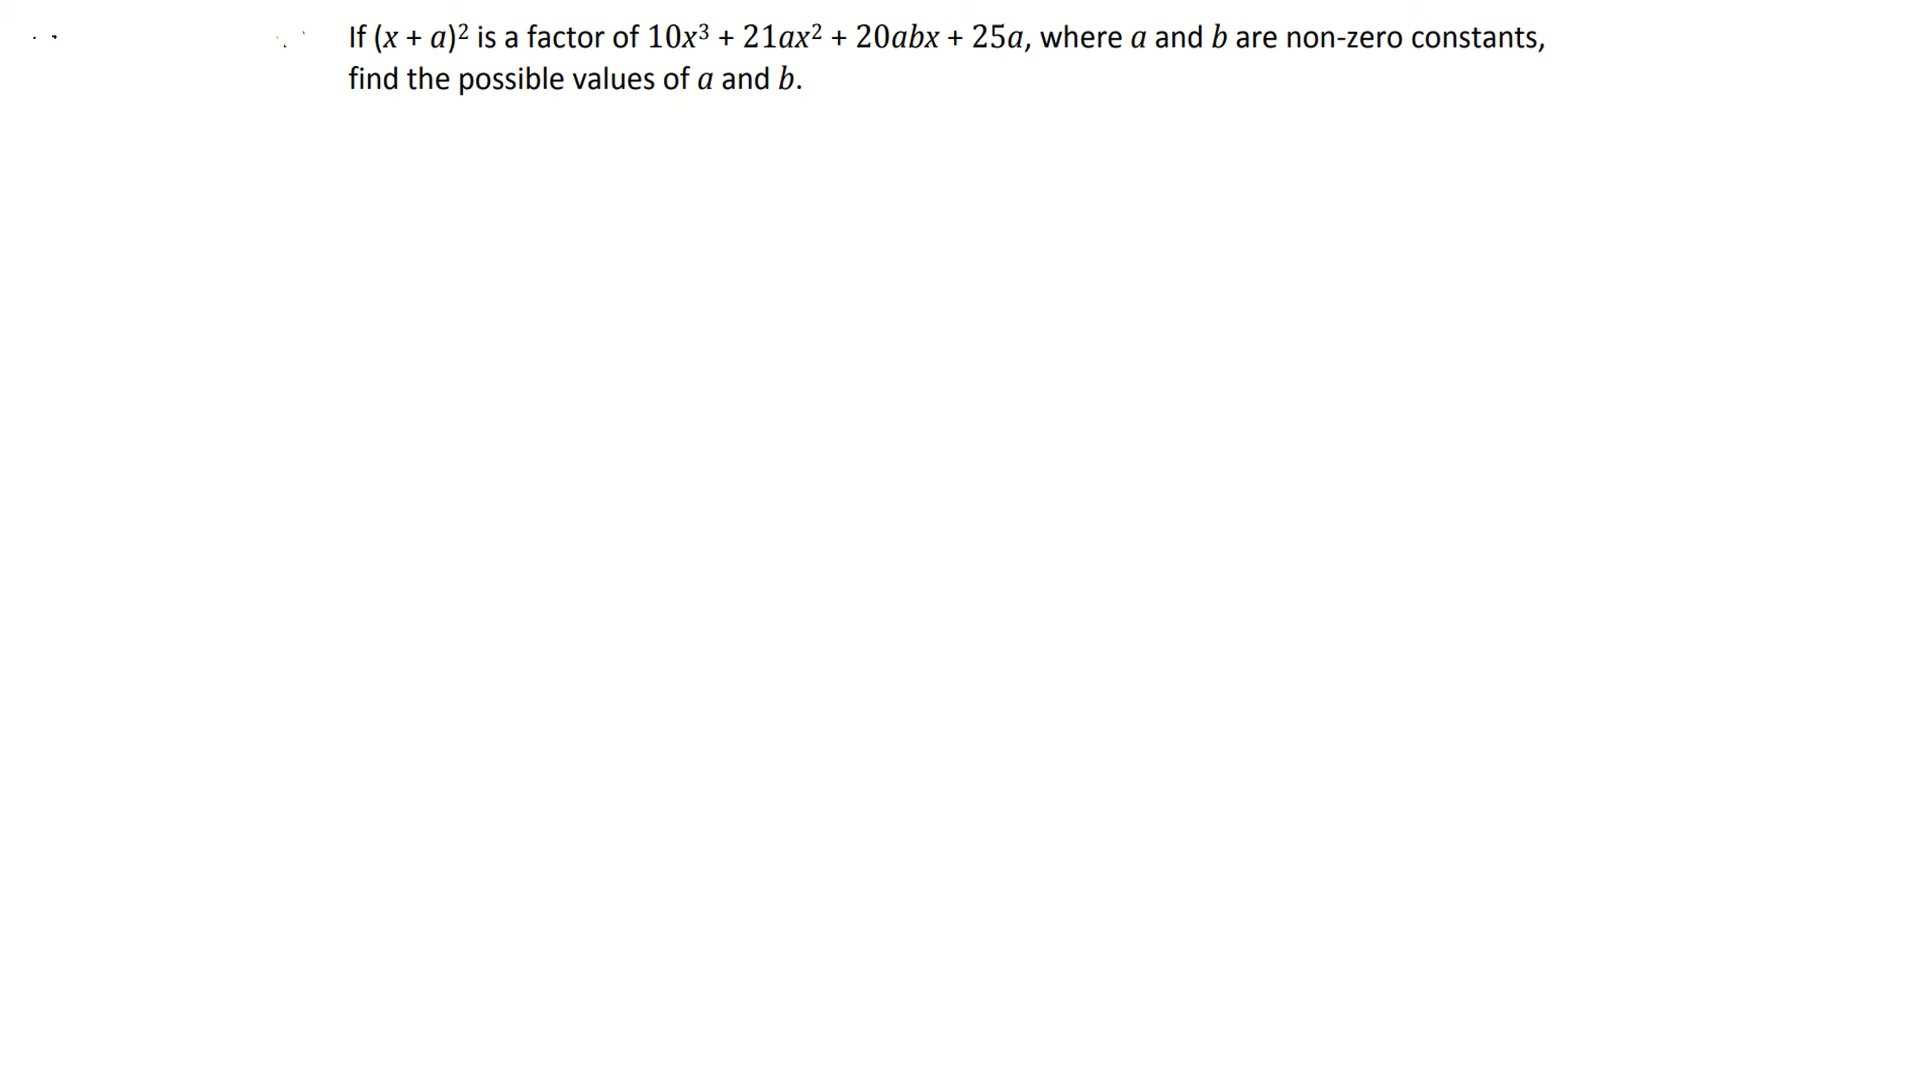 If (x + a)² is a factor of 10x³ + 21ax² + 20abx + 25a, where a and b are non-zero constants,
find the possible values of a and b.